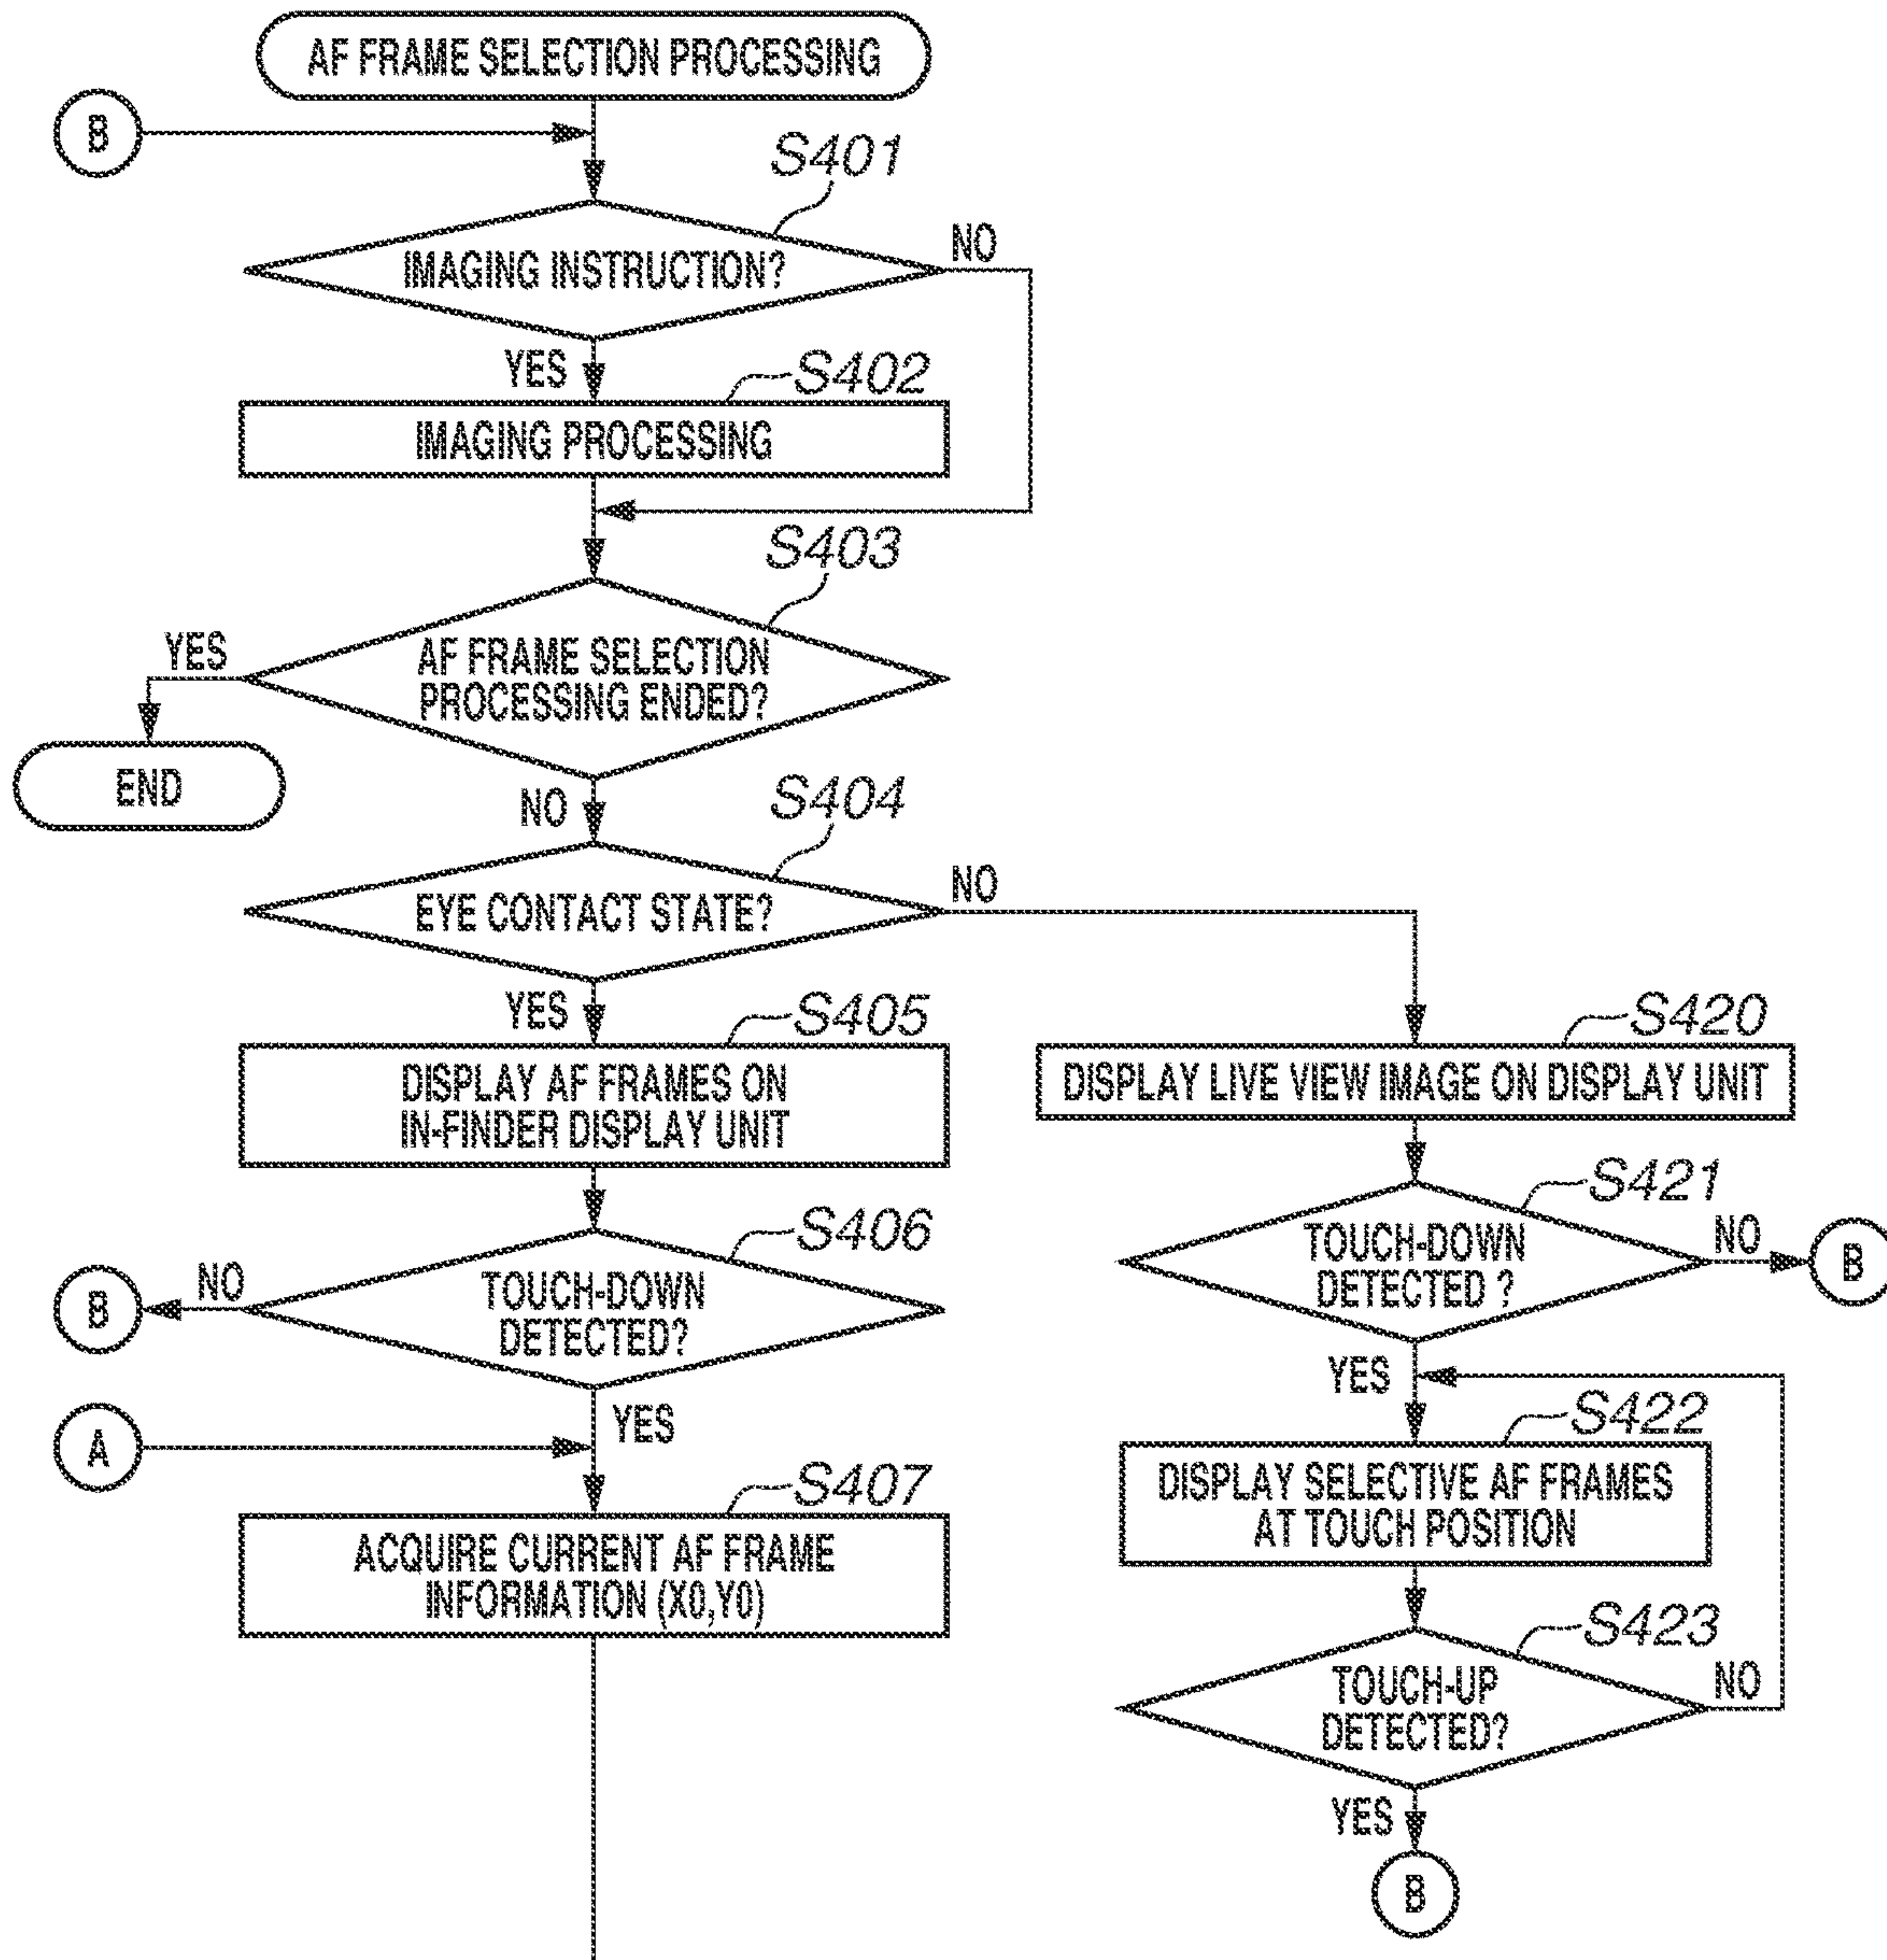 AF FRAME SELECTION PROCESSING
B
S401
IMAGING INSTRUCTION?
NO
YES
S402
IMAGING PROCESSING
S403
YES
AF FRAME SELECTION
PROCESSING ENDED?
END
NO
S404
EYE CONTACT STATE?
NO
YES
S405
DISPLAY AF FRAMES ON
IN-FINDER DISPLAY UNIT
S406
NO
B
TOUCH-DOWN
DETECTED?
YES
A
S407
ACQUIRE CURRENT AF FRAME
INFORMATION (X0,Y0)
S420
DISPLAY LIVE VIEW IMAGE ON DISPLAY UNIT
S421
TOUCH-DOWN
DETECTED ?
NO
B
YES
S422
DISPLAY SELECTIVE AF FRAMES
AT TOUCH POSITION
S423
TOUCH-UP
DETECTED?
NO
YES
B